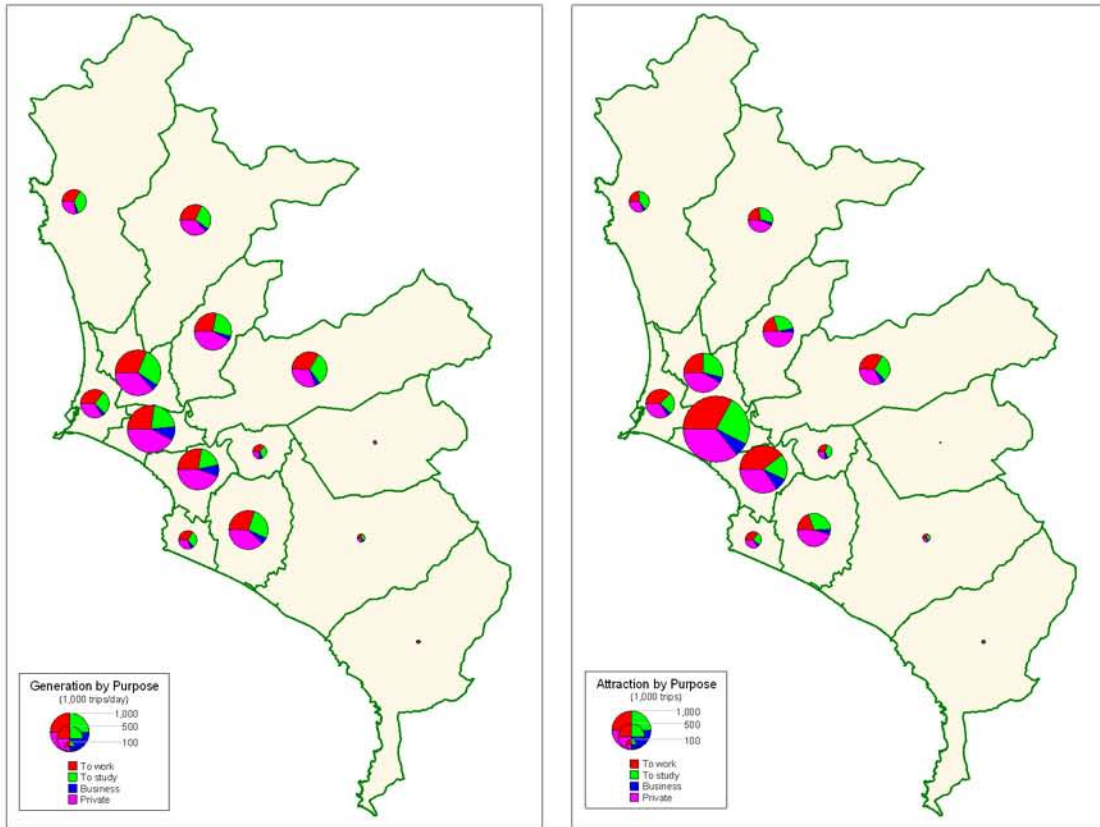 Generation by Purpose
(1,000 trips/day)
1,000
500
100
To work
To study
Business
Private
Attraction by Purpose
(1,000 trips)
1,000
500
100
To work
To study
Business
Private